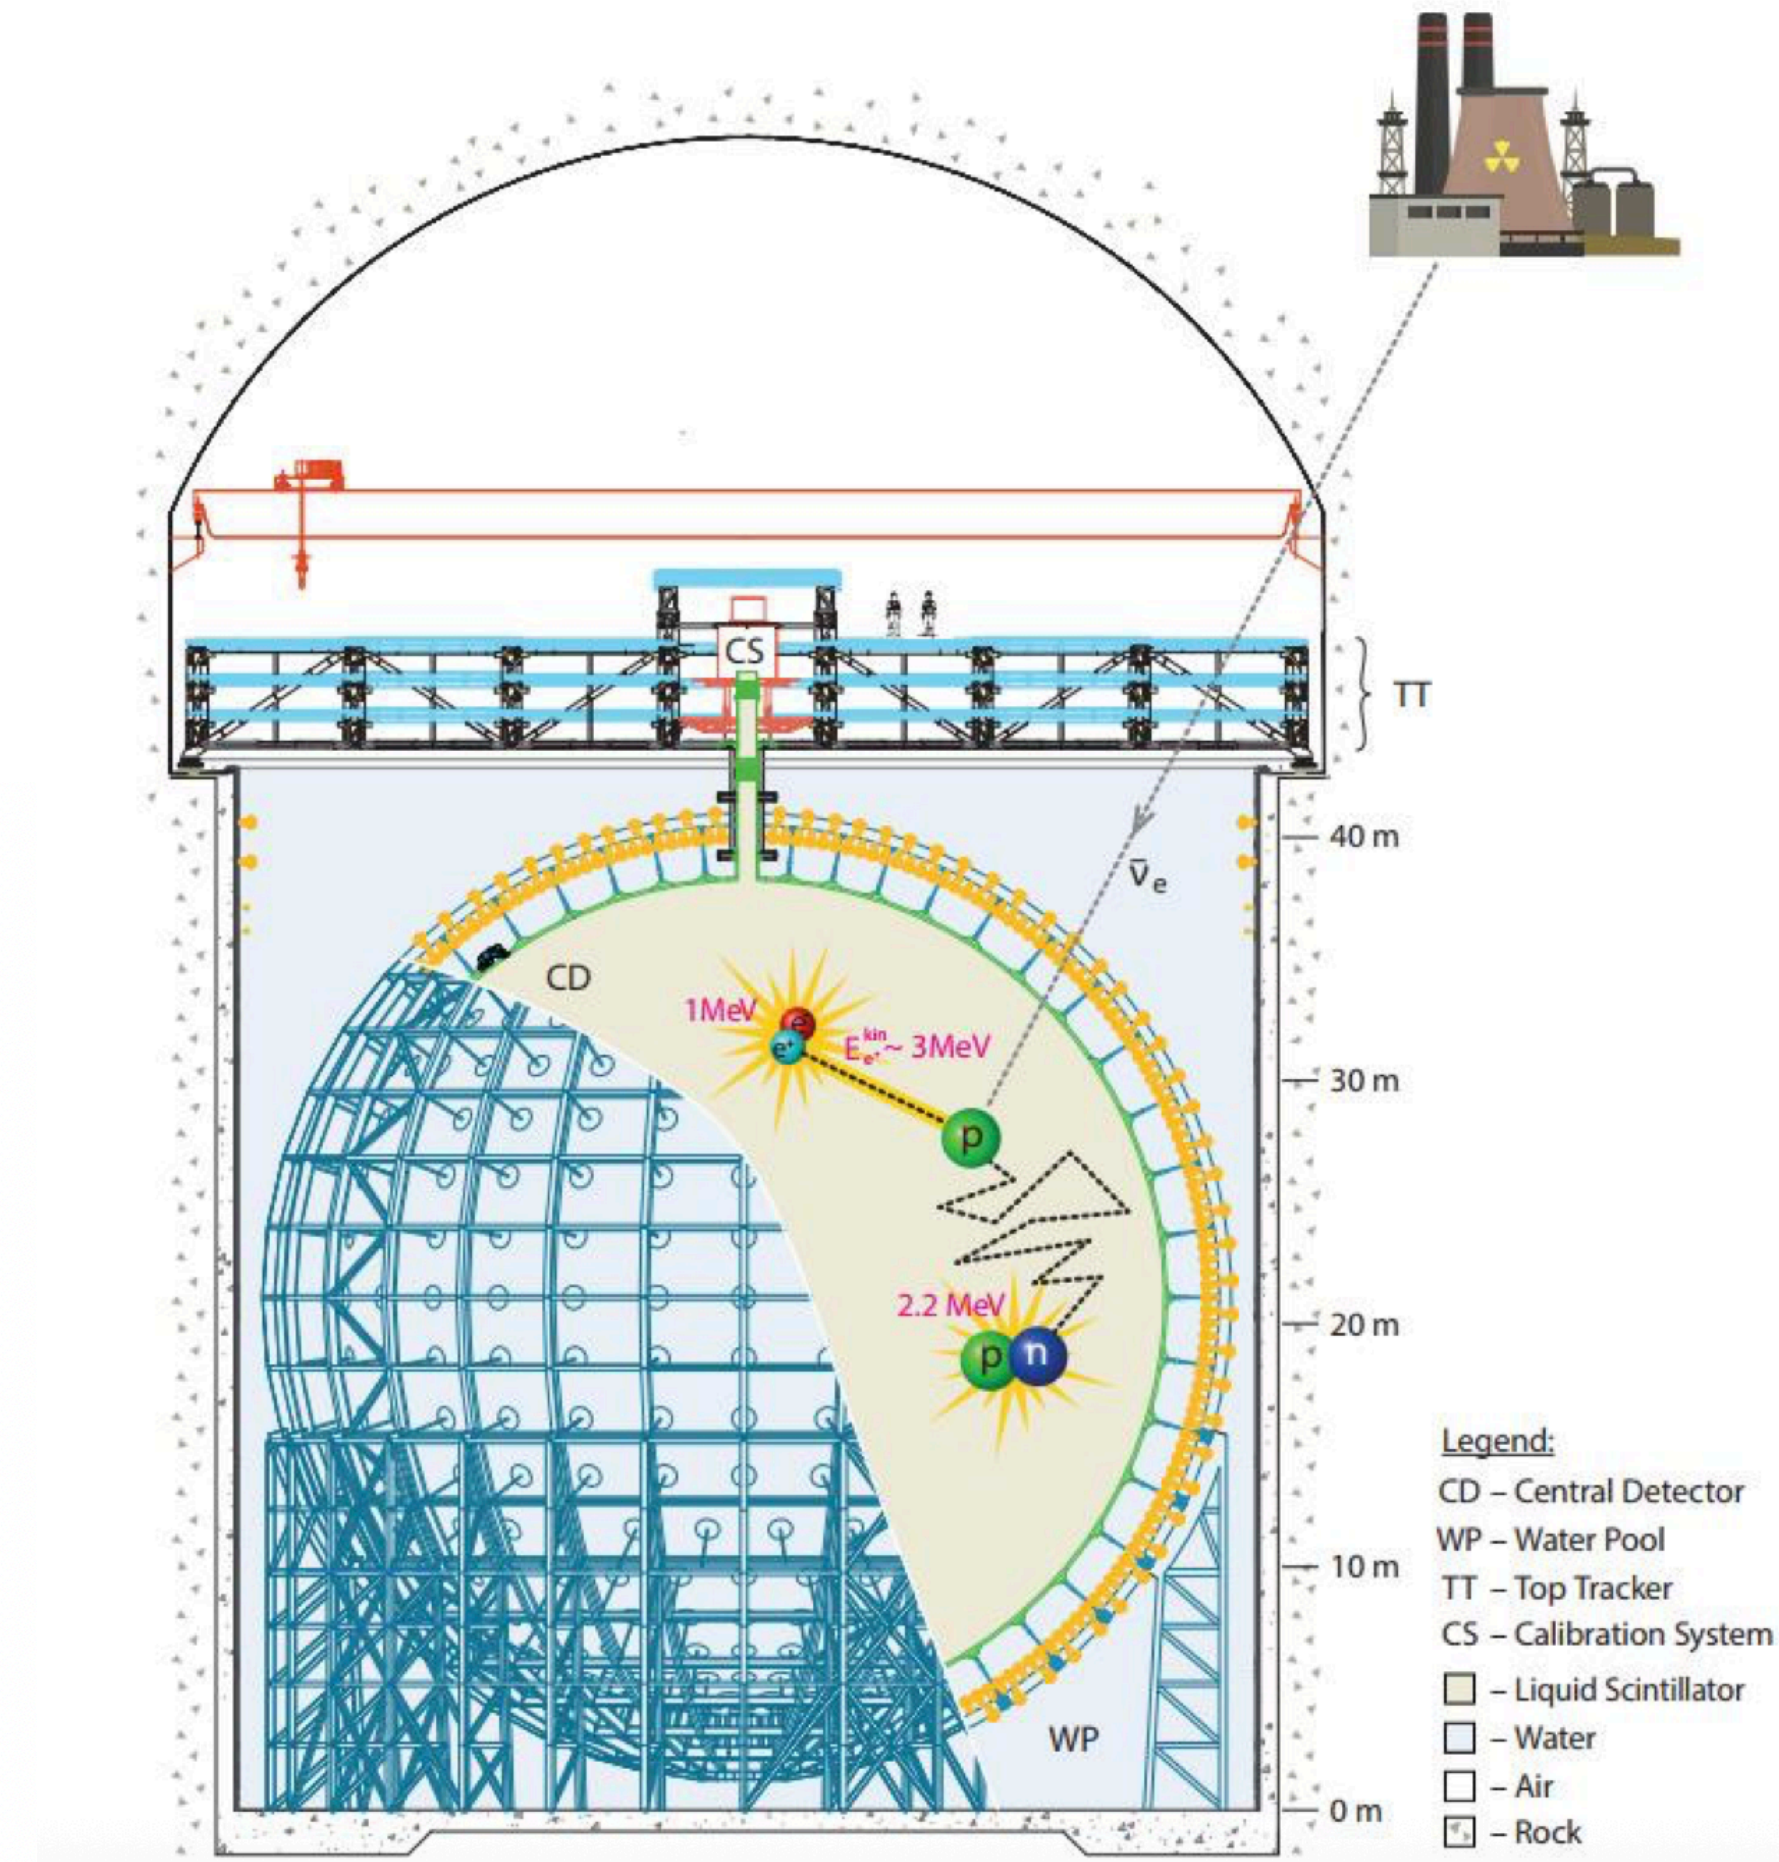 CS
TT
40 m
ν̄e
CD
1MeV
e
e⁺
E kin e⁺ ~ 3MeV
30 m
p
2.2 MeV
20 m
p n
Legend:
CD – Central Detector
10 m
WP – Water Pool
TT – Top Tracker
CS – Calibration System
– Liquid Scintillator
WP
– Water
– Air
0 m
– Rock